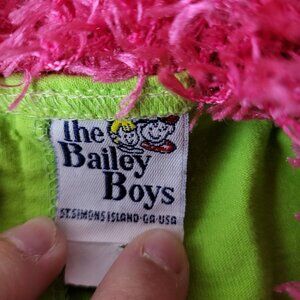 The
Bailey
Boys
ST. SIMONS ISLAND-GA-USA